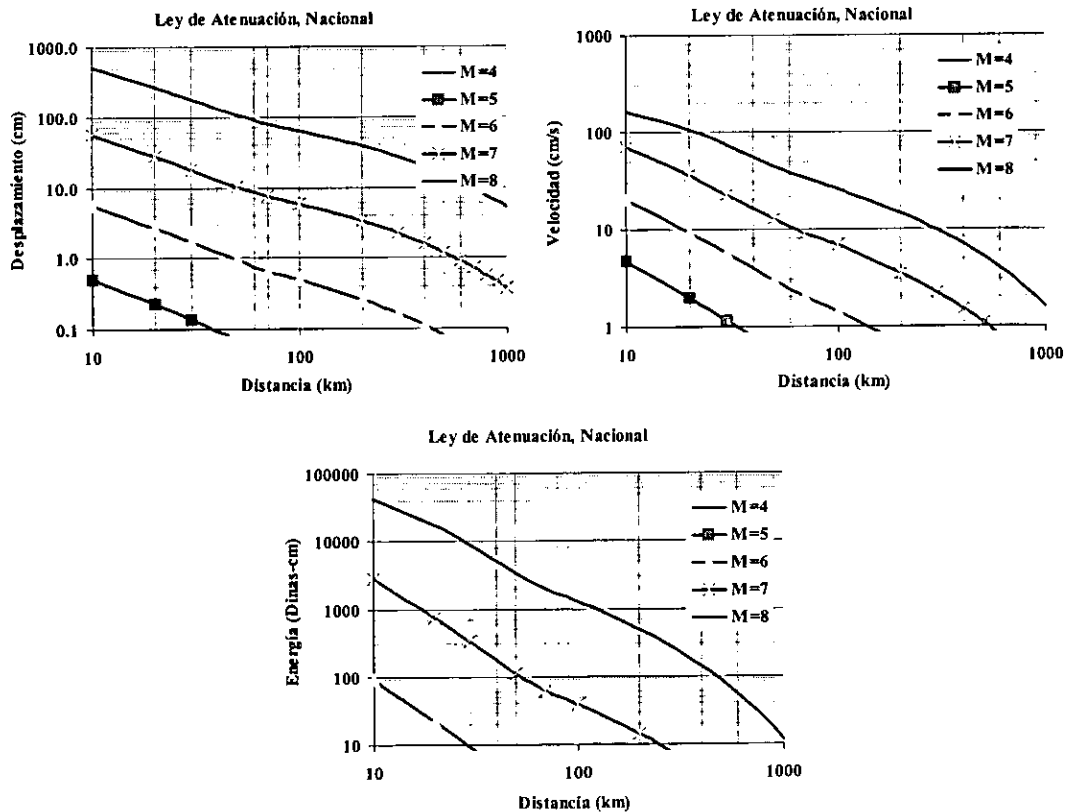 Ley de Atenuación, Nacional
1000.0
100.0
10.0
1.0
0.1
Desplazamiento (cm)
10
100
1000
Distancia (km)
M=4
M=5
M=6
M=7
M=8
Ley de Atenuación, Nacional
1000
100
10
1
Velocidad (cm/s)
10
100
1000
Distancia (km)
M=4
M=5
M=6
M=7
M=8
Ley de Atenuación, Nacional
100000
10000
1000
100
10
Energía (Dinas-cm)
10
100
1000
Distancia (km)
M=4
M=5
M=6
M=7
M=8